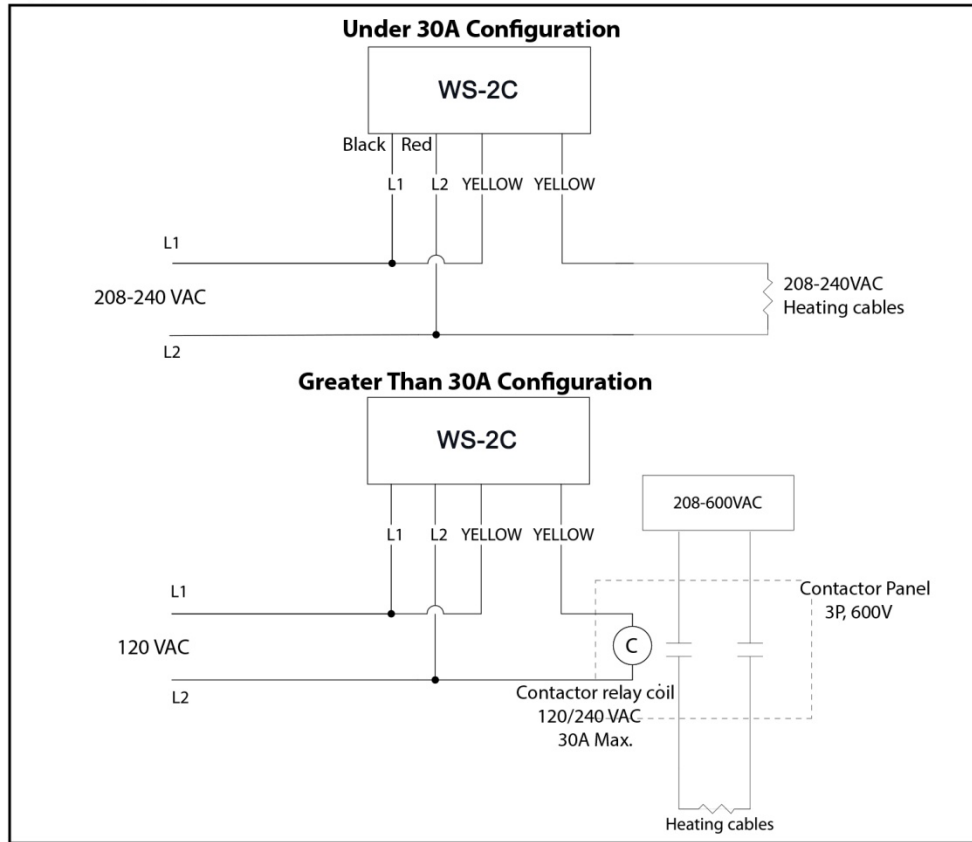 Under 30A Configuration
WS-2C
Black Red
L1 L2 YELLOW YELLOW
L1
208-240 VAC
L2
208-240VAC
Heating cables
Greater Than 30A Configuration
WS-2C
L1 L2 YELLOW YELLOW
208-600VAC
L1
120 VAC
L2
Contactor Panel
3P, 600V
C
Contactor relay coil
120/240 VAC
30A Max.
Heating cables